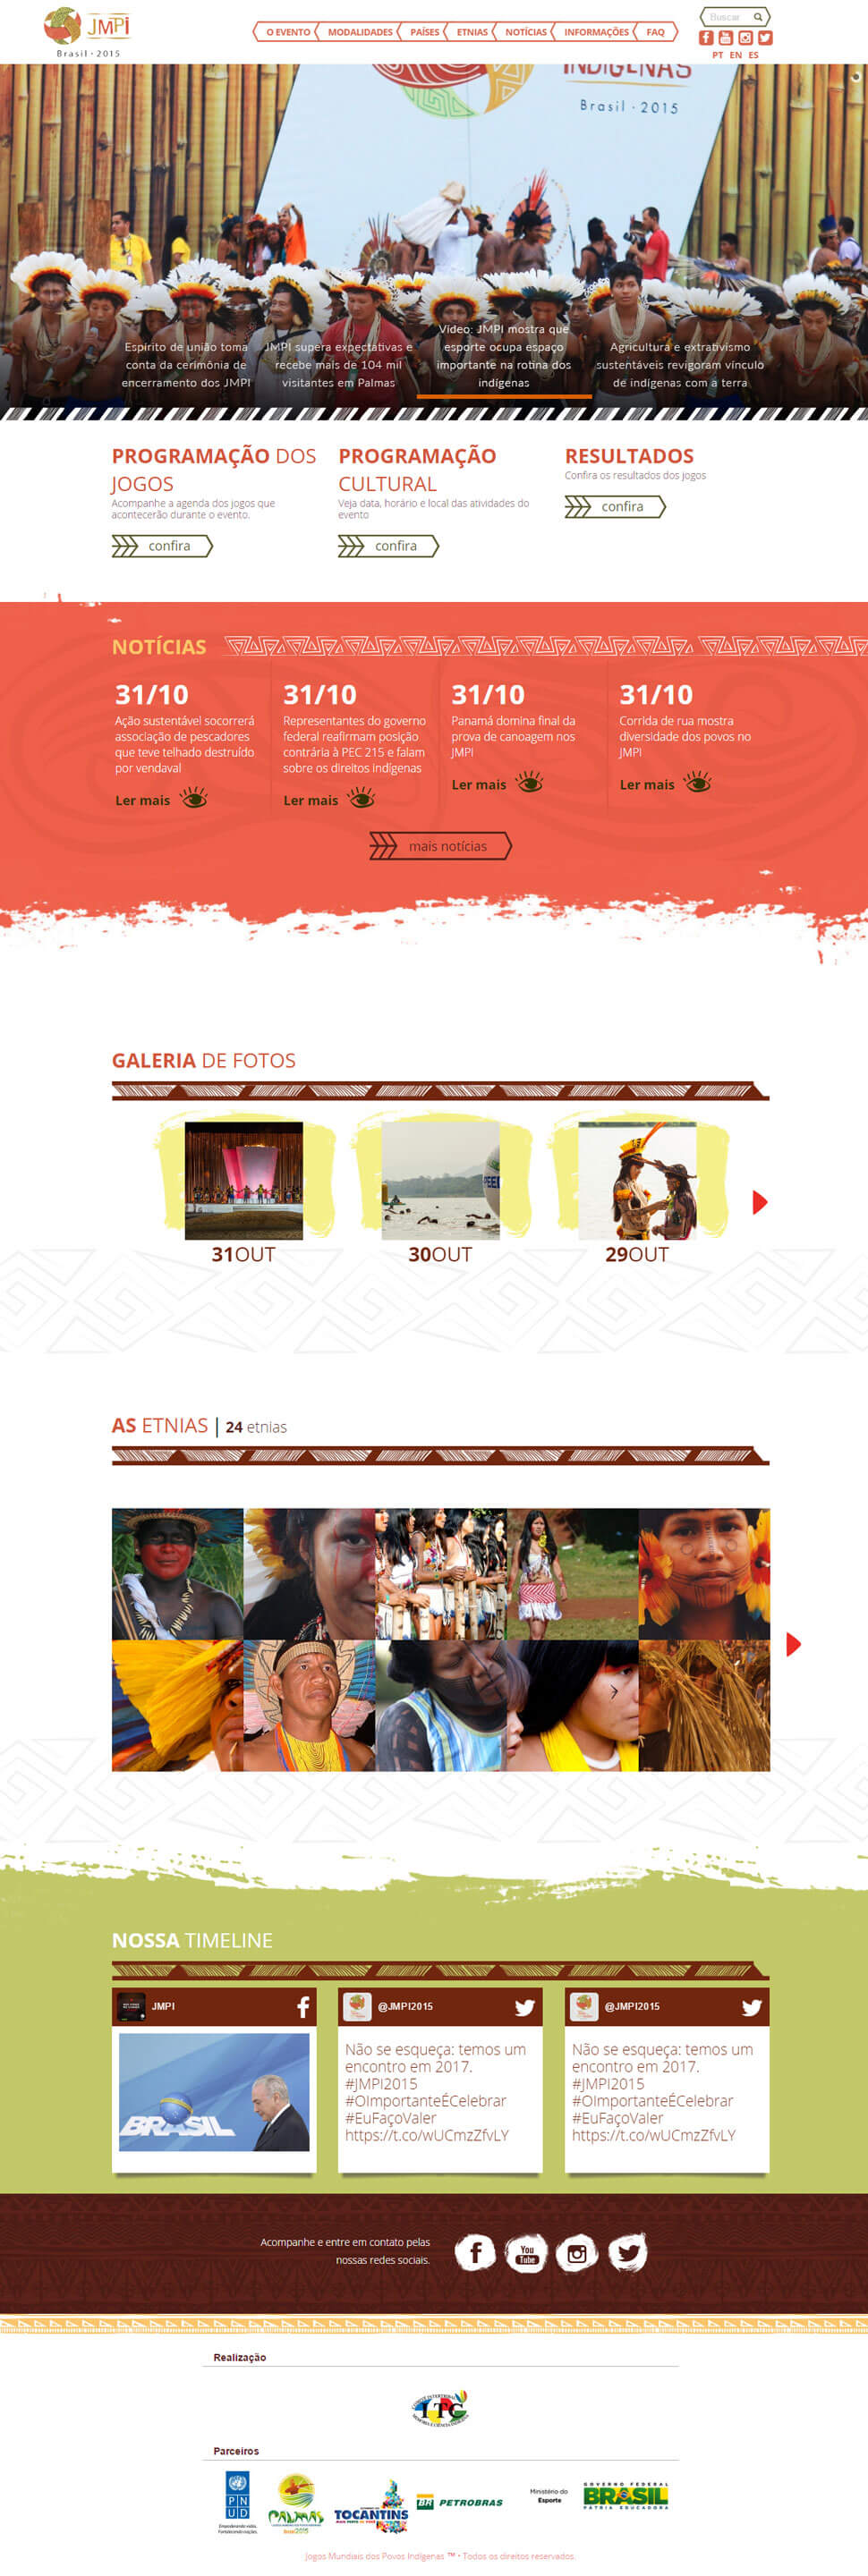 JMPI
Brasil · 2015
O EVENTO
MODALIDADES
PAÍSES
ETNIAS
NOTÍCIAS
INFORMAÇÕES
FAQ
Buscar
PT EN ES
INDÍGENAS
Brasil · 2015
Espírito de união toma
conta da cerimônia de
encerramento dos JMPI
JMPI supera expectativas e
recebe mais de 104 mil
visitantes em Palmas
Vídeo: JMPI mostra que
esporte ocupa espaço
importante na rotina dos
indígenas
Agricultura e extrativismo
sustentáveis revigoram vínculo
de indígenas com a terra
PROGRAMAÇÃO DOS
JOGOS
Acompanhe a agenda dos jogos que
acontecerão durante o evento.
confira
PROGRAMAÇÃO
CULTURAL
Veja data, horário e local das atividades do
evento
confira
RESULTADOS
Confira os resultados dos jogos
confira
NOTÍCIAS
31/10
Ação sustentável socorrerá
associação de pescadores
que teve telhado destruído
por vendaval
Ler mais
31/10
Representantes do governo
federal reafirmam posição
contrária à PEC 215 e falam
sobre os direitos indígenas
Ler mais
31/10
Panamá domina final da
prova de canoagem nos
JMPI
Ler mais
31/10
Corrida de rua mostra
diversidade dos povos no
JMPI
Ler mais
mais notícias
GALERIA DE FOTOS
31OUT
30OUT
29OUT
AS ETNIAS | 24 etnias
NOSSA TIMELINE
JMPI
BRASIL
@JMPI2015
Não se esqueça: temos um
encontro em 2017.
#JMPI2015
#OImportanteÉCelebrar
#EuFaçoValer
https://t.co/wUCmzZfvLY
@JMPI2015
Não se esqueça: temos um
encontro em 2017.
#JMPI2015
#OImportanteÉCelebrar
#EuFaçoValer
https://t.co/wUCmzZfvLY
Acompanhe e entre em contato pelas
nossas redes sociais.
You
Tube
Realização
ITC
Parceiros
PN
UD
PALMAS
TOCANTINS
BR PETROBRAS
Ministério do
Esporte
GOVERNO FEDERAL
BRASIL
PÁTRIA EDUCADORA
Jogos Mundiais dos Povos Indígenas ™ • Todos os direitos reservados.